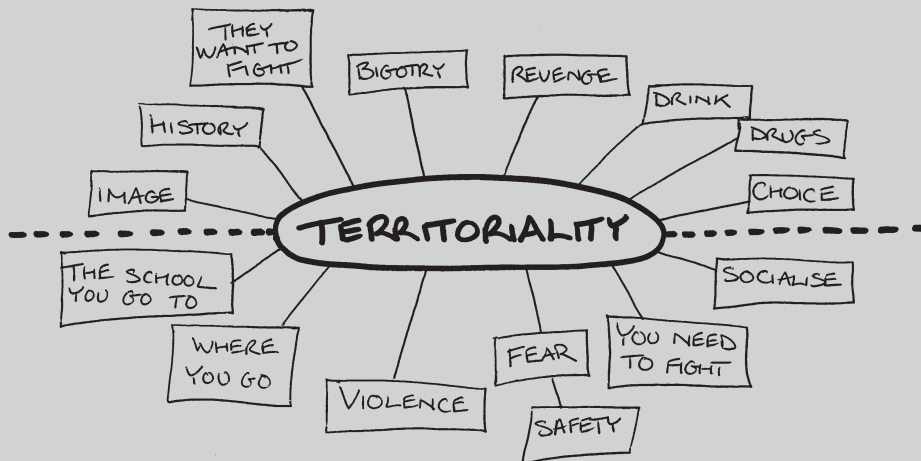 THEY
WANT TO
FIGHT
BIGOTRY
REVENGE
DRINK
DRUGS
HISTORY
IMAGE
CHOICE
TERRITORIALITY
THE SCHOOL
YOU GO TO
SOCIALISE
WHERE
YOU GO
VIOLENCE
FEAR
SAFETY
YOU NEED
TO FIGHT